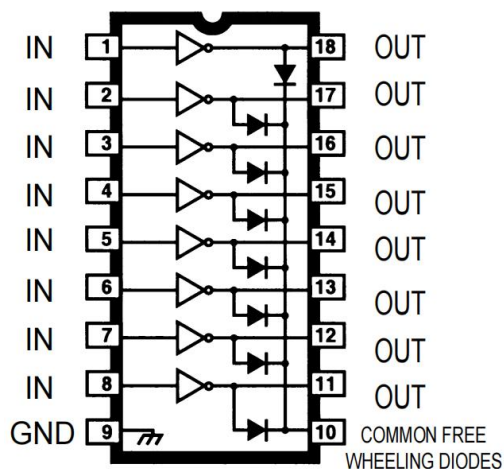 IN 1 18 OUT
IN 2 17 OUT
IN 3 16 OUT
IN 4 15 OUT
IN 5 14 OUT
IN 6 13 OUT
IN 7 12 OUT
IN 8 11 OUT
GND 9 10 COMMON FREE
WHEELING DIODES